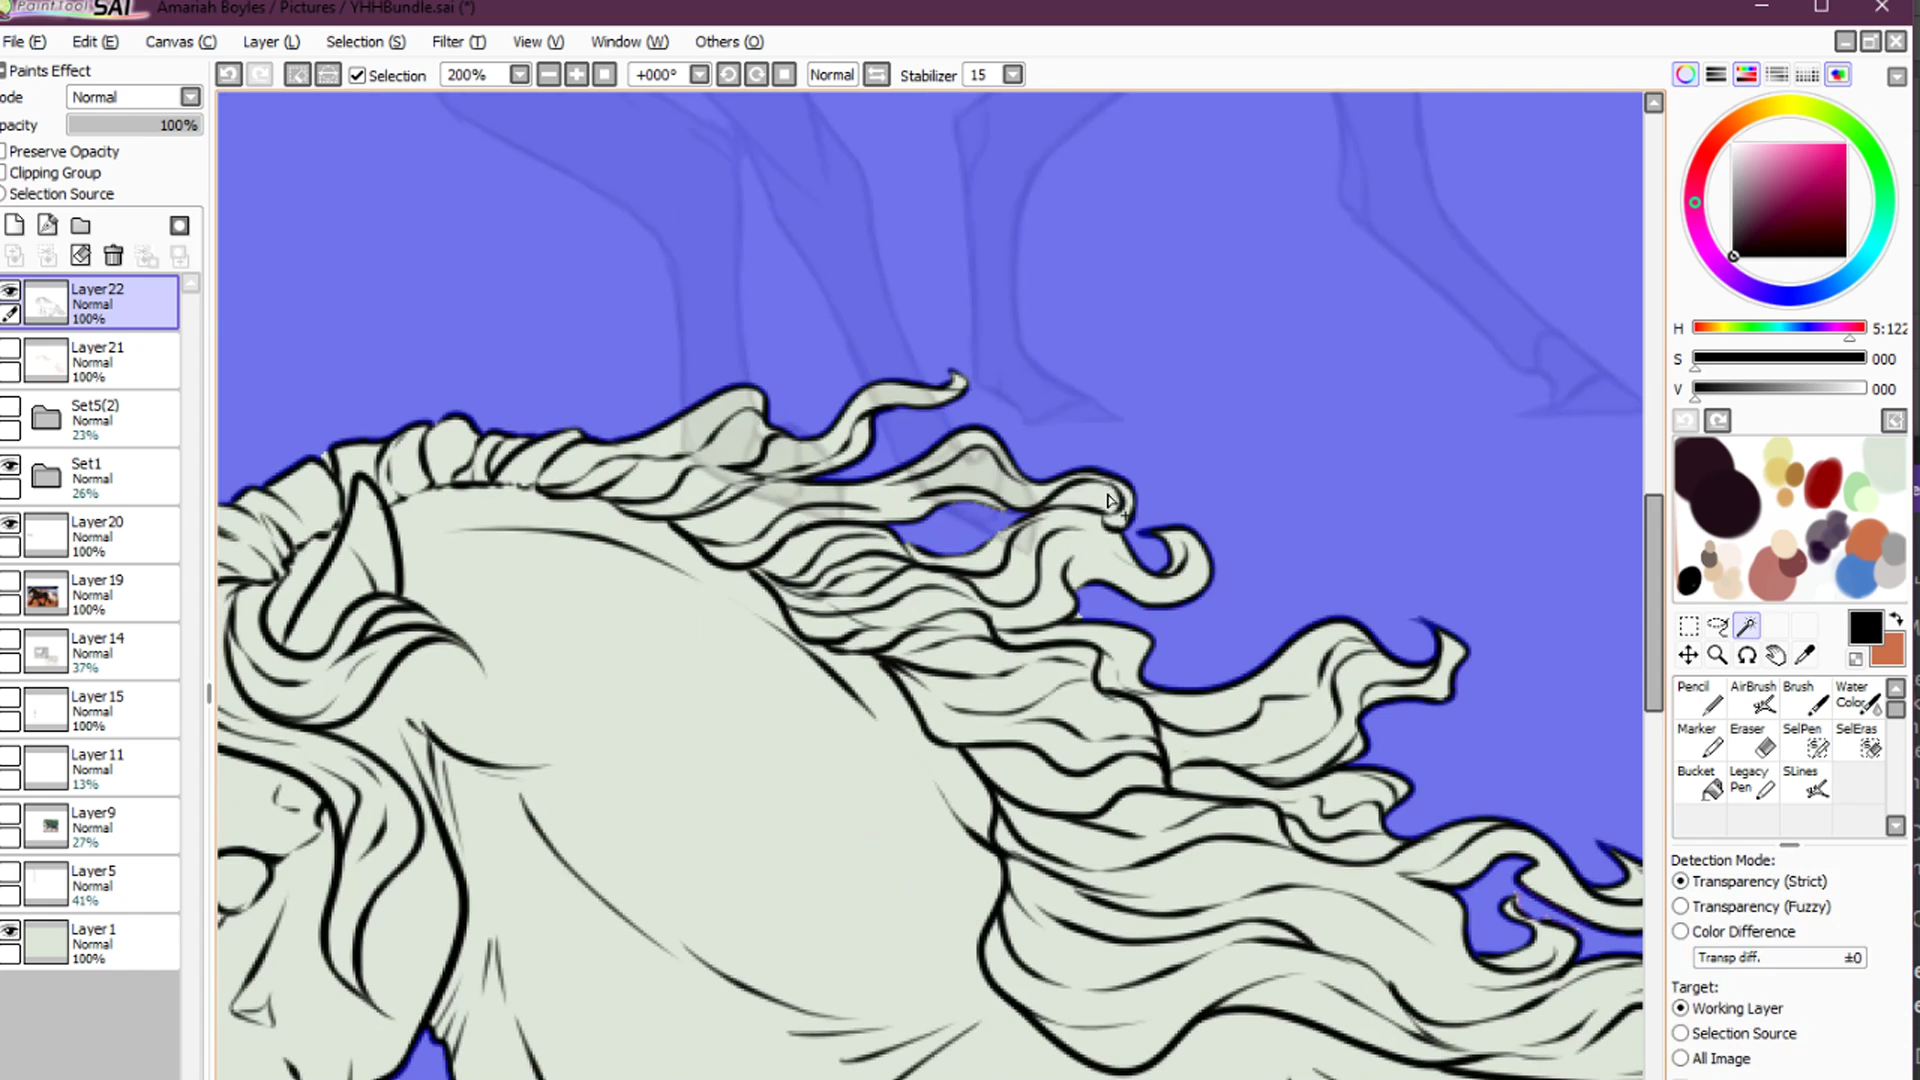 PaintTool SAI Amariah Boyles / Pictures / YHHBundle.sai (*)
File (F) Edit (E) Canvas (C) Layer (L) Selection (S) Filter (T) View (V) Window (W) Others (O)
Paints Effect
Selection 200% +000° Normal Stabilizer 15
ode Normal
pacity 100%
Preserve Opacity
Clipping Group
Selection Source
Layer22
Normal
100%
Layer21
Normal
100%
Set5(2)
Normal
23%
Set1
Normal
26%
Layer20
Normal
100%
Layer19
Normal
100%
Layer14
Normal
37%
Layer15
Normal
100%
Layer11
Normal
13%
Layer9
Normal
27%
Layer5
Normal
41%
Layer1
Normal
100%
H 5:122
S 000
V 000
Pencil AirBrush Brush Water Color
Marker Eraser SelPen SelEras
Bucket Legacy Pen SLines
Detection Mode:
Transparency (Strict)
Transparency (Fuzzy)
Color Difference
Transp diff. ±0
Target:
Working Layer
Selection Source
All Image